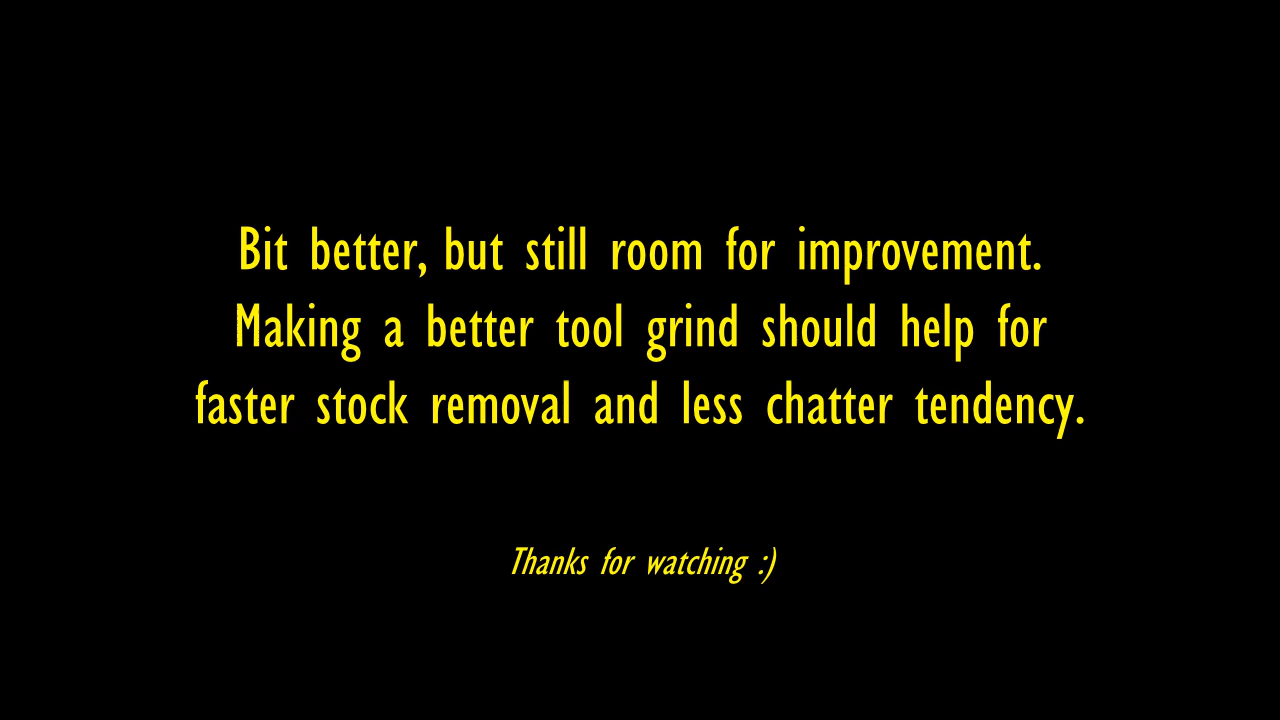 Bit better, but still room for improvement.
Making a better tool grind should help for
faster stock removal and less chatter tendency.
Thanks for watching :)